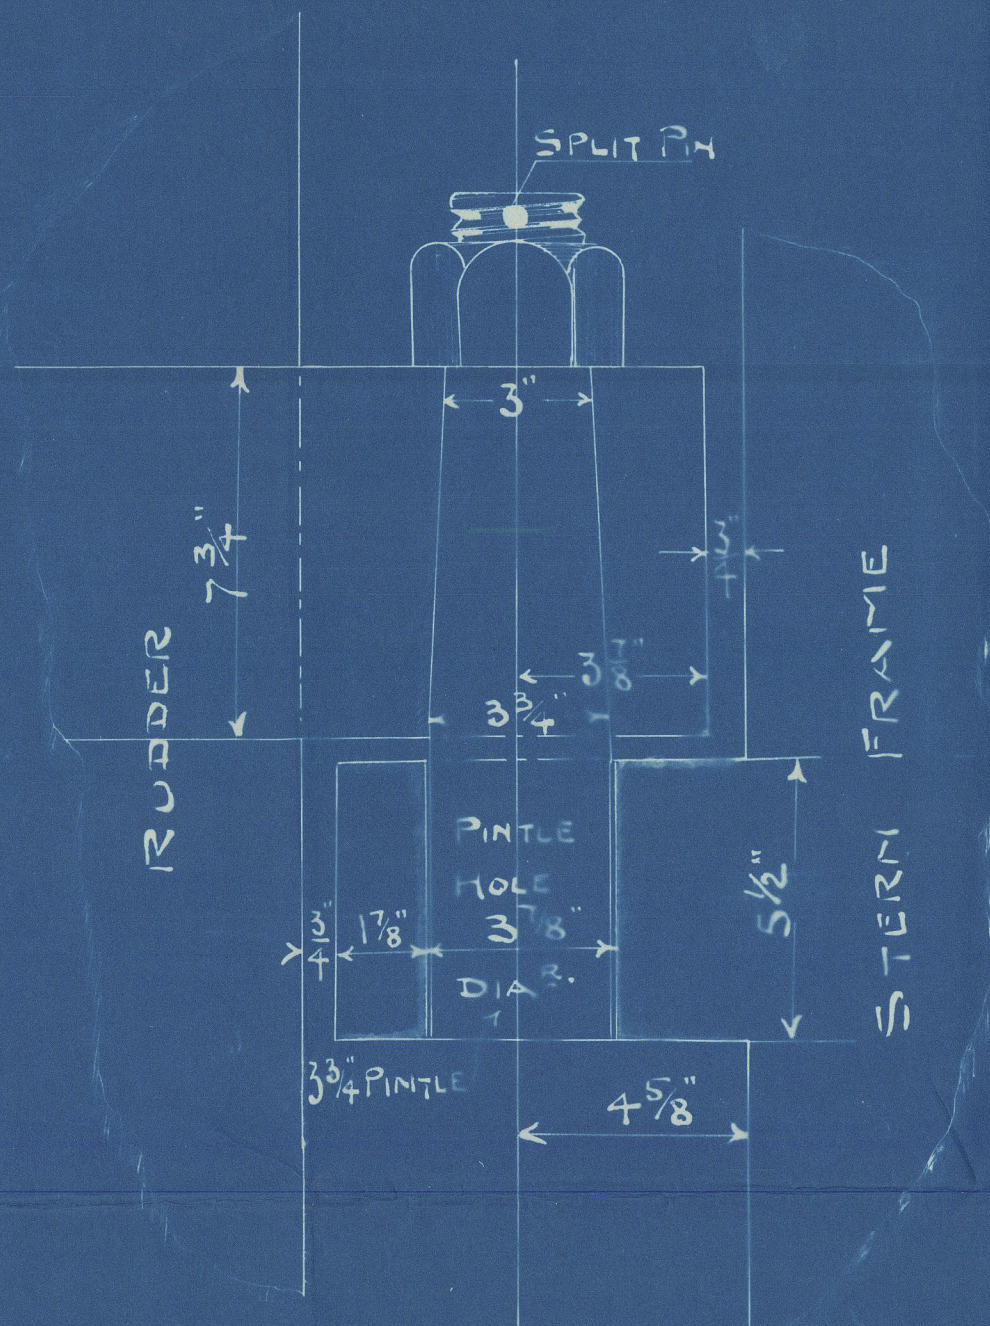 SPLIT PIN
3"
7 3/4"
3/4"
3 7/8"
3 3/4"
RUDDER
STERN FRAME
PINTLE
HOLE
3 7/8"
DIAR.
5 1/2"
3/4"
1 7/8"
3 3/4" PINTLE
4 5/8"